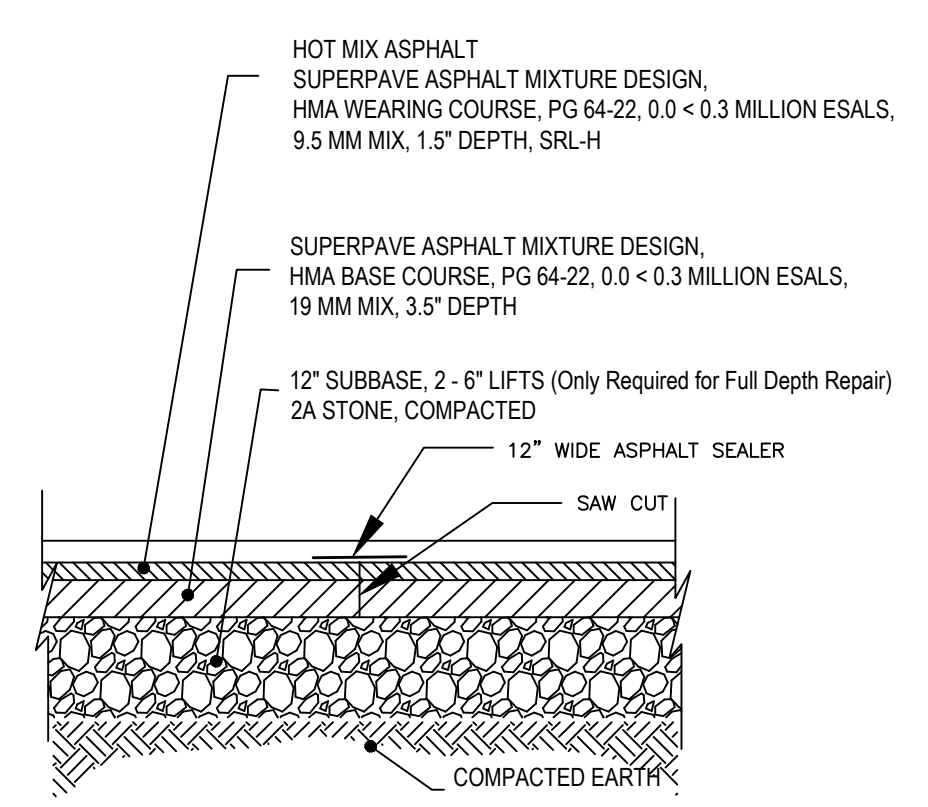 HOT MIX ASPHALT
SUPERPAVE ASPHALT MIXTURE DESIGN,
HMA WEARING COURSE, PG 64-22, 0.0 < 0.3 MILLION ESALS,
9.5 MM MIX, 1.5" DEPTH, SRL-H
SUPERPAVE ASPHALT MIXTURE DESIGN,
HMA BASE COURSE, PG 64-22, 0.0 < 0.3 MILLION ESALS,
19 MM MIX, 3.5" DEPTH
12" SUBBASE, 2 - 6" LIFTS (Only Required for Full Depth Repair)
2A STONE, COMPACTED
12" WIDE ASPHALT SEALER
SAW CUT
COMPACTED EARTH